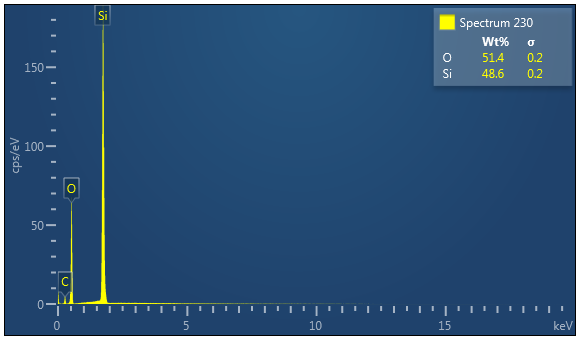 Si
Spectrum 230
Wt% σ
O 51.4 0.2
Si 48.6 0.2
150
cps/eV
100
O
50
C
0
0 5 10 15 keV